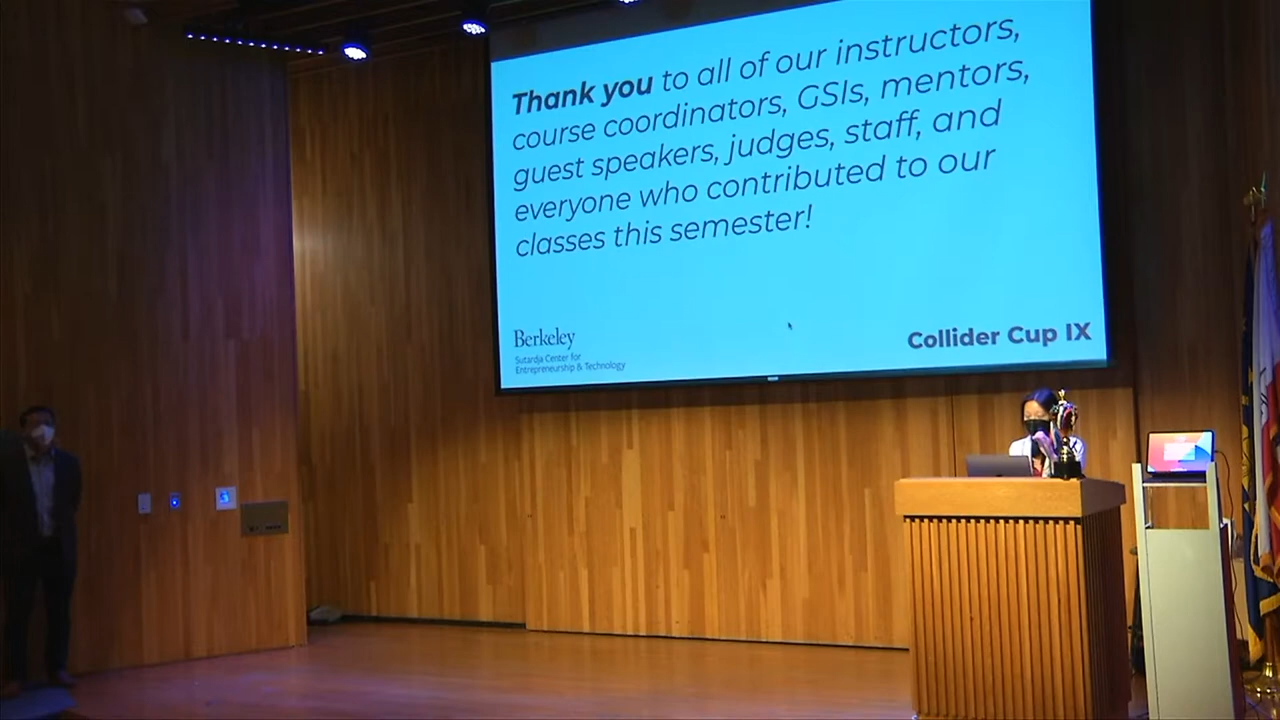 Thank you to all of our instructors,
course coordinators, GSIs, mentors,
guest speakers, judges, staff, and
everyone who contributed to our
classes this semester!
Berkeley
Sutardja Center for
Entrepreneurship & Technology
Collider Cup IX